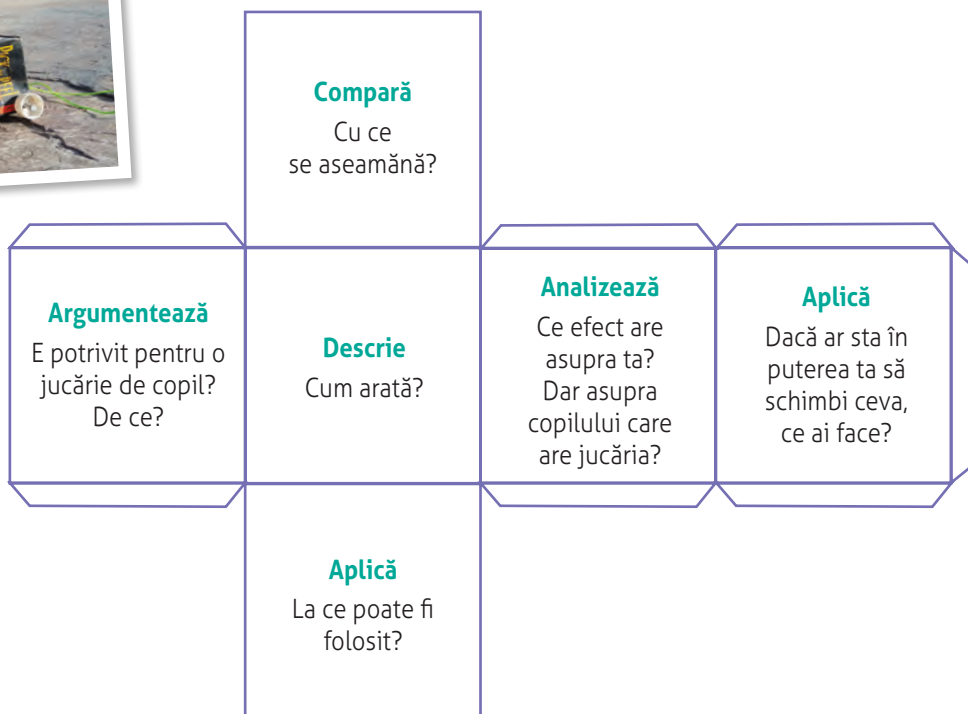 Compară
Cu ce
se aseamănă?
Argumentează
E potrivit pentru o
jucărie de copil?
De ce?
Descrie
Cum arată?
Analizează
Ce efect are
asupra ta?
Dar asupra
copilului care
are jucăria?
Aplică
Dacă ar sta în
puterea ta să
schimbi ceva,
ce ai face?
Aplică
La ce poate fi
folosit?